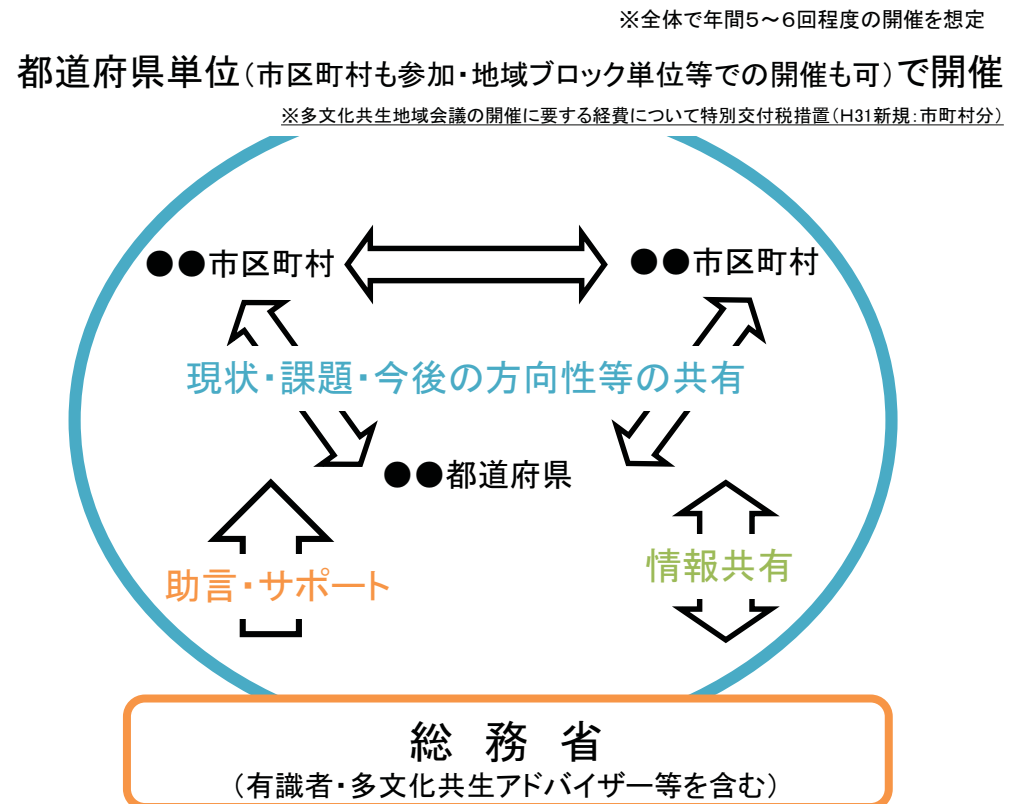 ※全体で年間5～6回程度の開催を想定
都道府県単位(市区町村も参加・地域ブロック単位等での開催も可)で開催
※多文化共生地域会議の開催に要する経費について特別交付税措置(H31新規:市町村分)
●●市区町村
●●市区町村
現状・課題・今後の方向性等の共有
●●都道府県
情報共有
助言・サポート
総 務 省
(有識者・多文化共生アドバイザー等を含む)